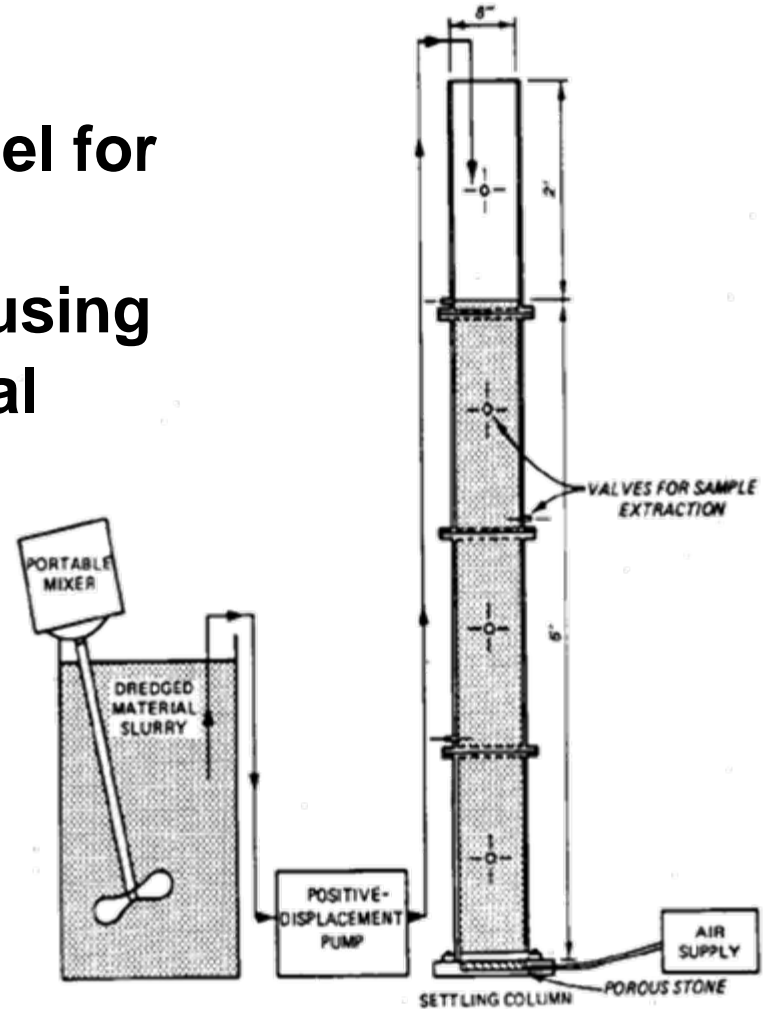 el for
using
al
8"
2'
VALVES FOR SAMPLE
EXTRACTION
6'
PORTABLE
MIXER
DREDGED
MATERIAL
SLURRY
POSITIVE-
DISPLACEMENT
PUMP
AIR
SUPPLY
POROUS STONE
SETTLING COLUMN